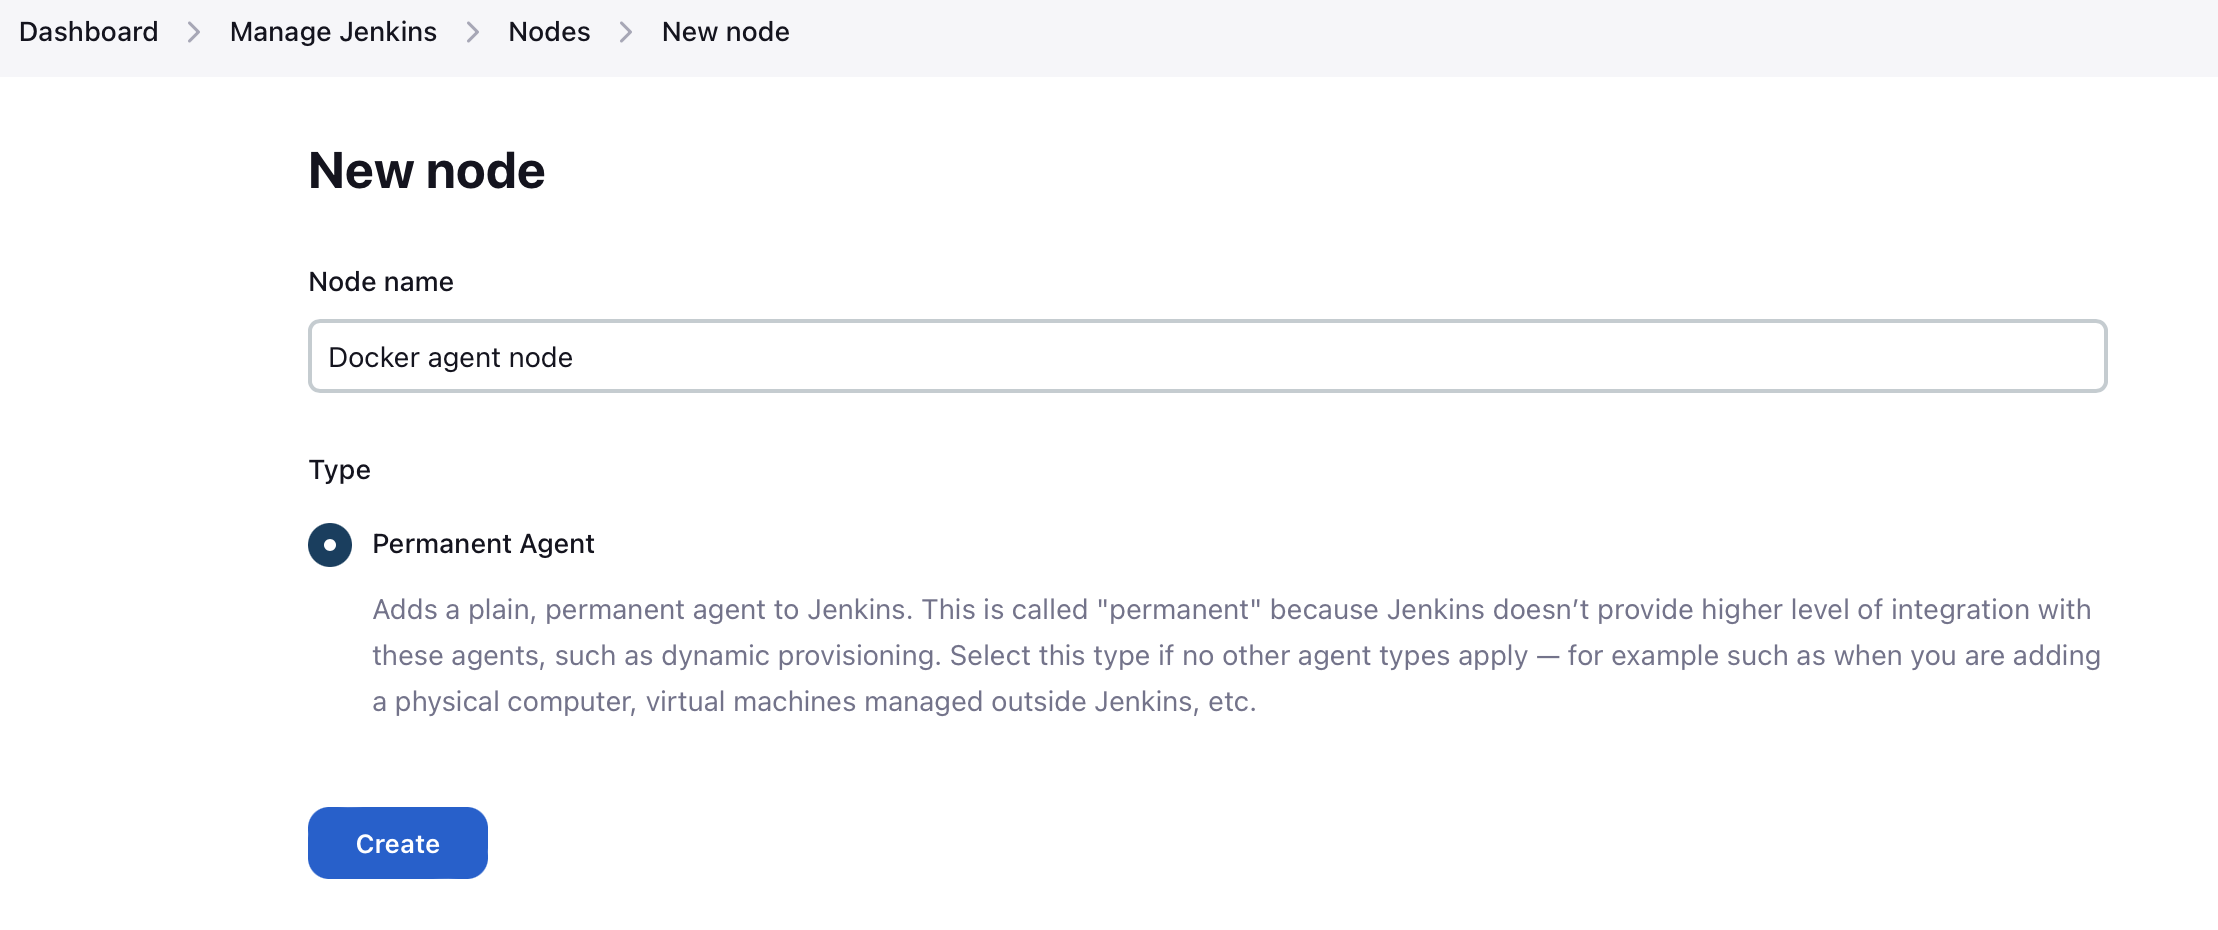 Dashboard > Manage Jenkins > Nodes > New node
New node
Node name
Docker agent node
Type
Permanent Agent
Adds a plain, permanent agent to Jenkins. This is called "permanent" because Jenkins doesn’t provide higher level of integration with
these agents, such as dynamic provisioning. Select this type if no other agent types apply — for example such as when you are adding
a physical computer, virtual machines managed outside Jenkins, etc.
Create